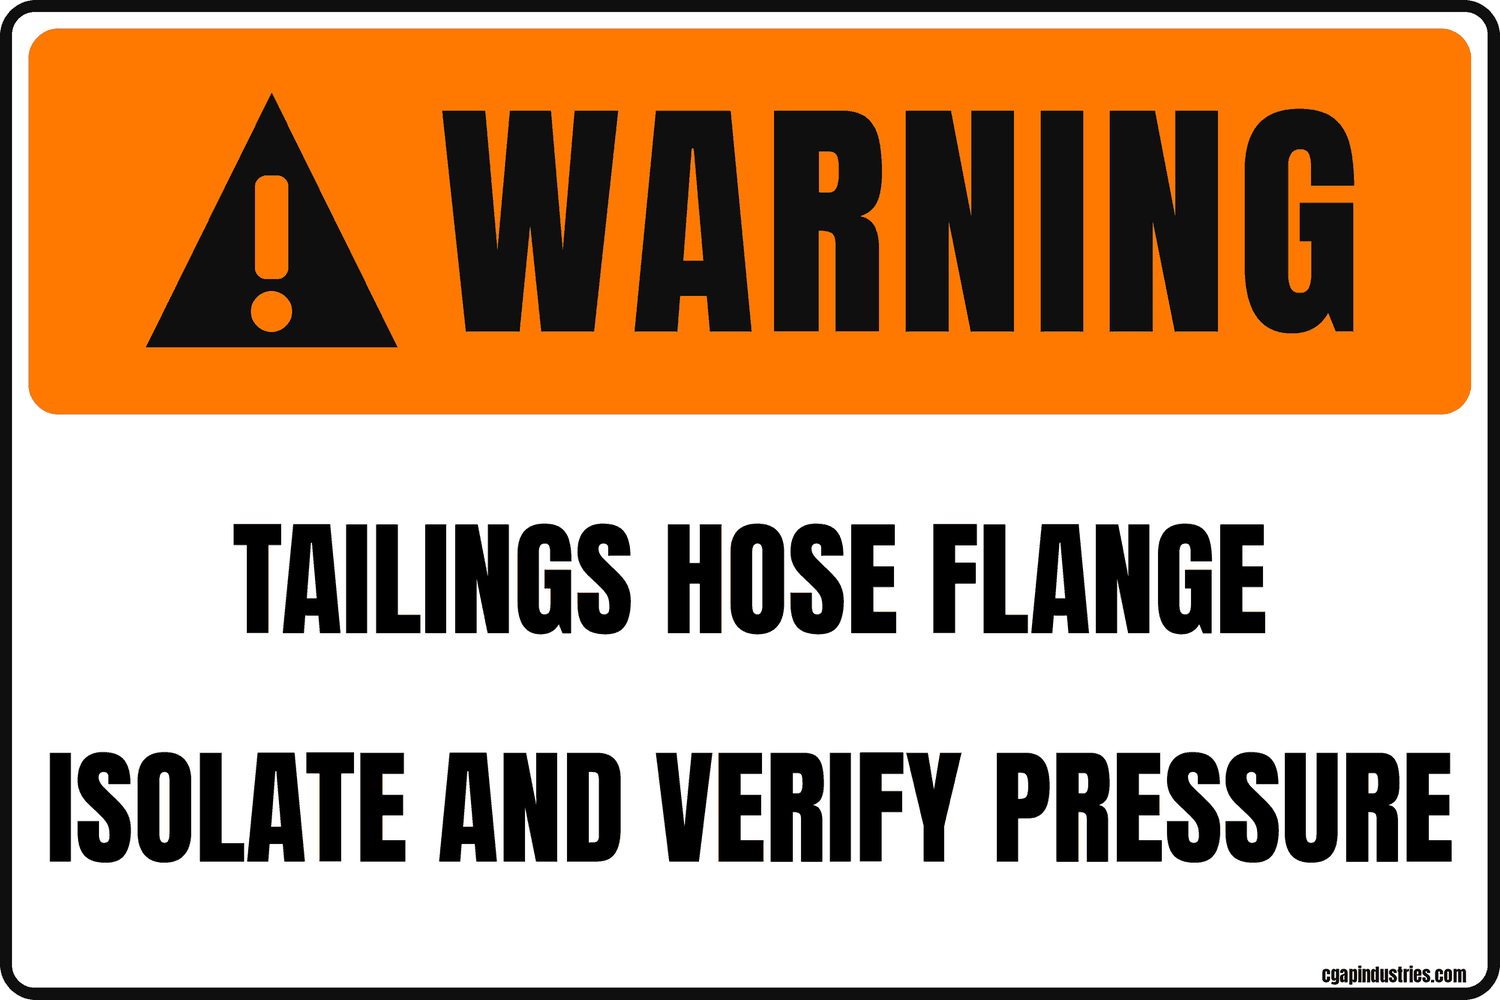 WARNING
TAILINGS HOSE FLANGE
ISOLATE AND VERIFY PRESSURE
cgapindustries.com